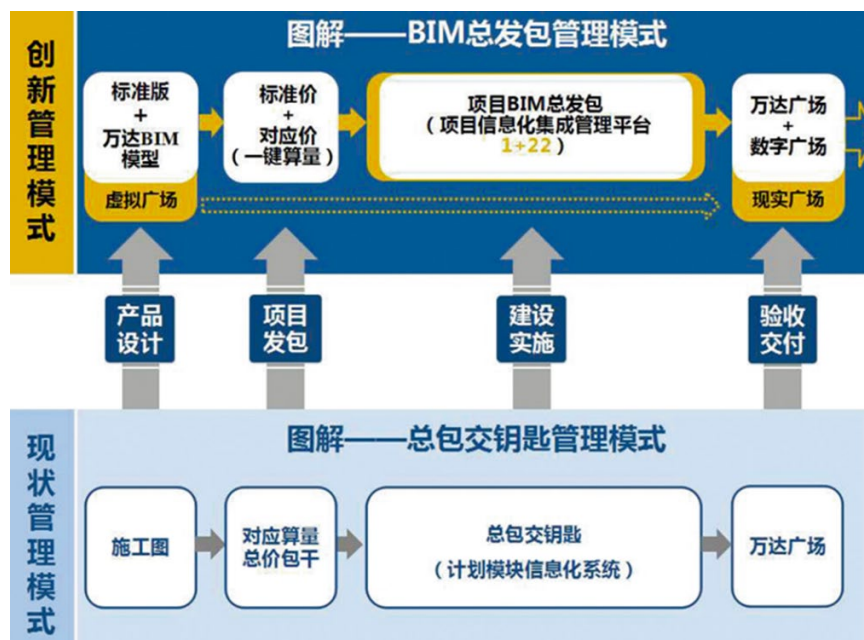 创新管理模式
图解——BIM总发包管理模式
标准版
+
万达BIM
模型
虚拟广场
标准价
+
对应价
（一键算量）
项目BIM总发包
（项目信息化集成管理平台
1+22）
万达广场
+
数字广场
现实广场
产品
设计
项目
发包
建设
实施
验收
交付
现状管理模式
图解——总包交钥匙管理模式
施工图
对应算量
总价包干
总包交钥匙
（计划模块信息化系统）
万达广场